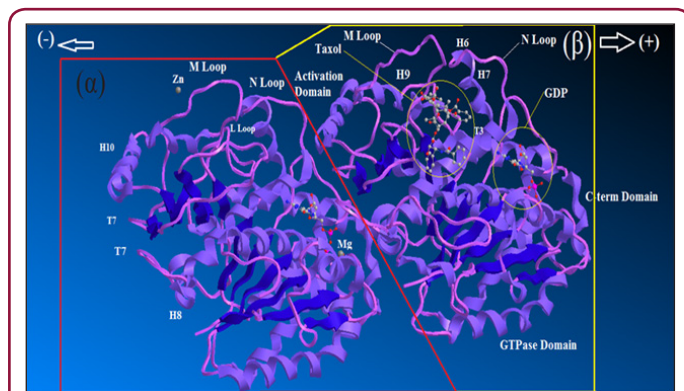 (-)
(α)
Zn
M Loop
N Loop
L Loop
H10
T7
T7
H8
Mg
Activation
Domain
M Loop
Taxol
H9
H6
H7
N Loop
T3
(β)
(+)
GDP
C-term Domain
GTPase Domain